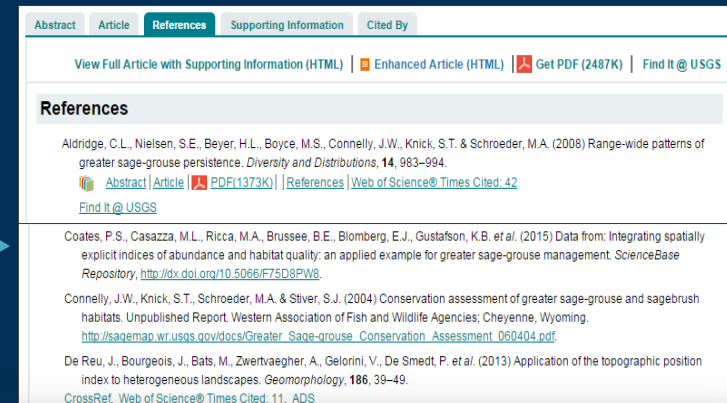 Abstract Article References Supporting Information Cited By
View Full Article with Supporting Information (HTML) | Enhanced Article (HTML) | Get PDF (2487K) | Find It @ USGS
References
Aldridge, C.L., Nielsen, S.E., Beyer, H.L., Boyce, M.S., Connelly, J.W., Knick, S.T. & Schroeder, M.A. (2008) Range-wide patterns of
greater sage-grouse persistence. Diversity and Distributions, 14, 983–994.
Abstract | Article | PDF(1373K) | | References | Web of Science® Times Cited: 42
Find It @ USGS
Coates, P.S., Casazza, M.L., Ricca, M.A., Brussee, B.E., Blomberg, E.J., Gustafson, K.B. et al. (2015) Data from: Integrating spatially
explicit indices of abundance and habitat quality: an applied example for greater sage-grouse management. ScienceBase
Repository, http://dx.doi.org/10.5066/F75D8PW8.
Connelly, J.W., Knick, S.T., Schroeder, M.A. & Stiver, S.J. (2004) Conservation assessment of greater sage-grouse and sagebrush
habitats. Unpublished Report. Western Association of Fish and Wildlife Agencies; Cheyenne, Wyoming.
http://sagemap.wr.usgs.gov/docs/Greater_Sage-grouse_Conservation_Assessment_060404.pdf.
De Reu, J., Bourgeois, J., Bats, M., Zwertvaegher, A., Gelorini, V., De Smedt, P. et al. (2013) Application of the topographic position
index to heterogeneous landscapes. Geomorphology, 186, 39–49.
CrossRef, Web of Science® Times Cited: 11, ADS